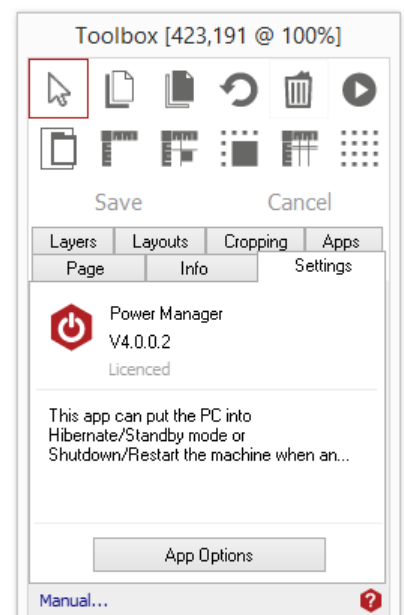 Toolbox [423,191 @ 100%]
Save Cancel
Layers Layouts Cropping Apps
Page Info Settings
Power Manager
V4.0.0.2
Licenced
This app can put the PC into
Hibernate/Standby mode or
Shutdown/Restart the machine when an...
App Options
Manual...
?